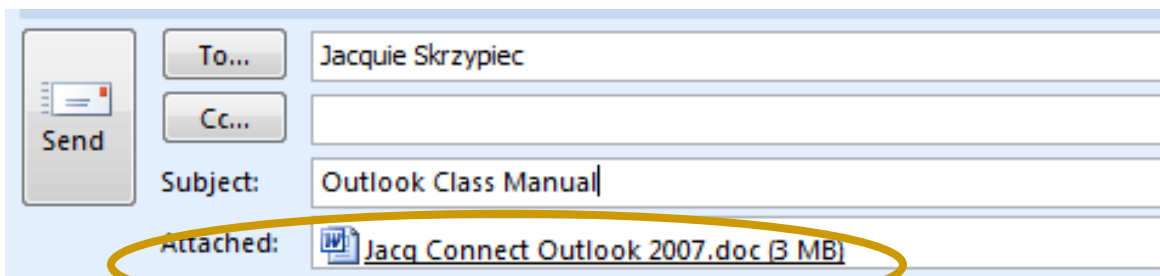 To...
Jacquie Skrzypiec
Cc...
Send
Subject:
Outlook Class Manual
Attached:
Jacq Connect Outlook 2007.doc (3 MB)